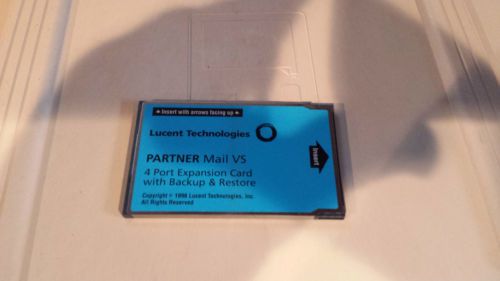 Insert with arrows facing up
Lucent Technologies
PARTNER Mail VS
4 Port Expansion Card
with Backup & Restore
Copyright © 1998 Lucent Technologies, Inc.
All Rights Reserved
Insert